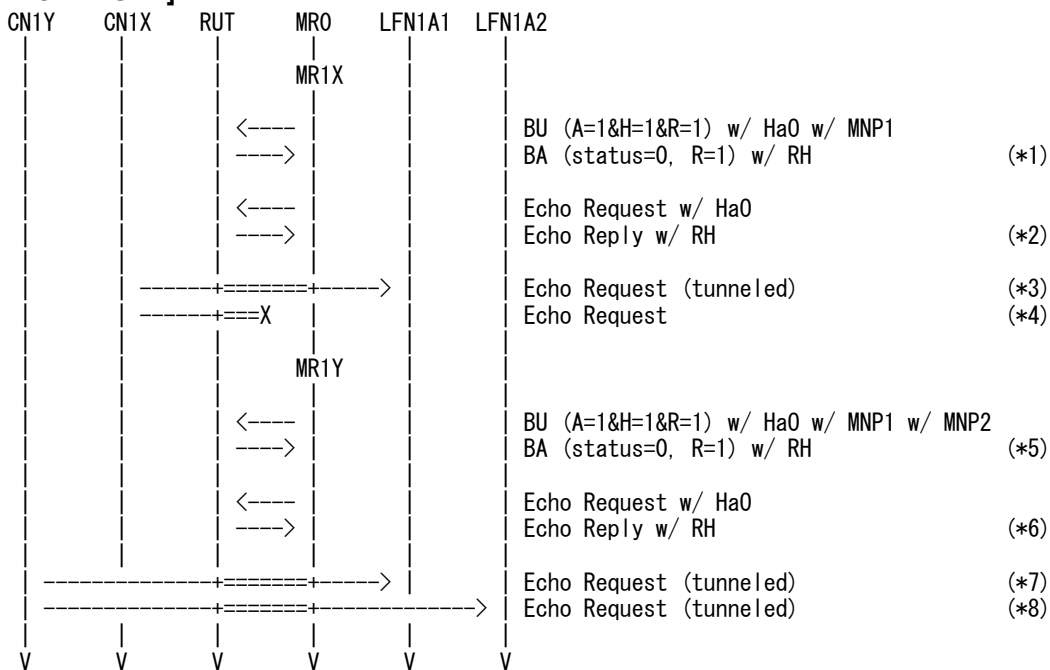 CN1Y CN1X RUT MR0 LFN1A1 LFN1A2
MR1X
BU (A=1&H=1&R=1) w/ HaO w/ MNP1
BA (status=0, R=1) w/ RH (*1)
Echo Request w/ HaO
Echo Reply w/ RH (*2)
Echo Request (tunneled) (*3)
X Echo Request (*4)
MR1Y
BU (A=1&H=1&R=1) w/ HaO w/ MNP1 w/ MNP2
BA (status=0, R=1) w/ RH (*5)
Echo Request w/ HaO
Echo Reply w/ RH (*6)
Echo Request (tunneled) (*7)
Echo Request (tunneled) (*8)
V V V V V V